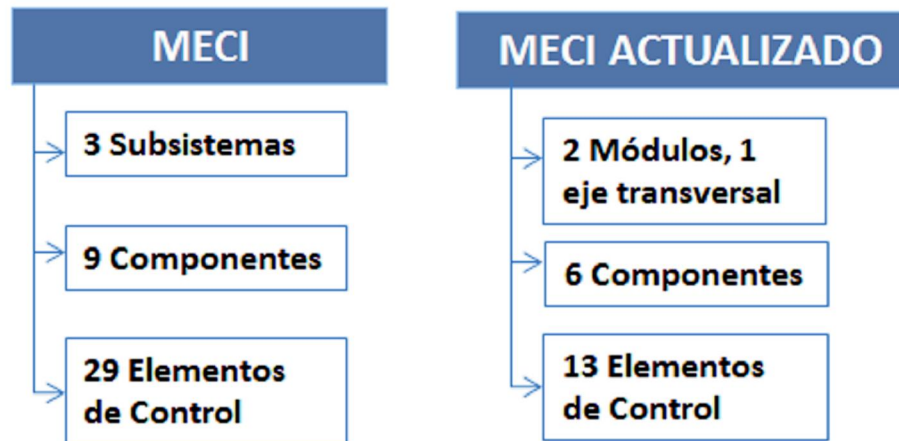 MECI
3 Subsistemas
9 Componentes
29 Elementos
de Control
MECI ACTUALIZADO
2 Módulos, 1
eje transversal
6 Componentes
13 Elementos
de Control